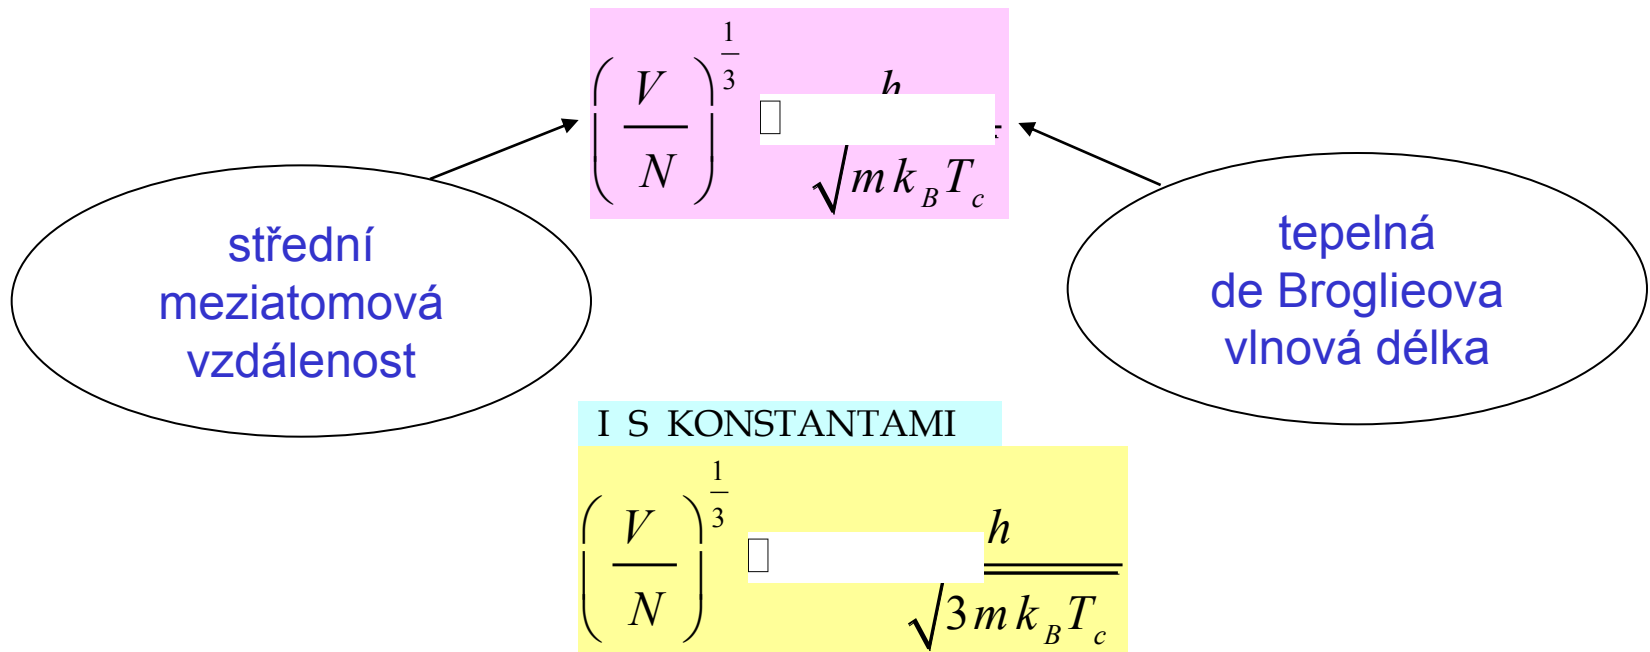 (V/N)^{1/3} □ h/√(m k_B T_c)
střední
meziatomová
vzdálenost
tepelná
de Broglieova
vlnová délka
I S KONSTANTAMI
(V/N)^{1/3} □ h/√(3 m k_B T_c)